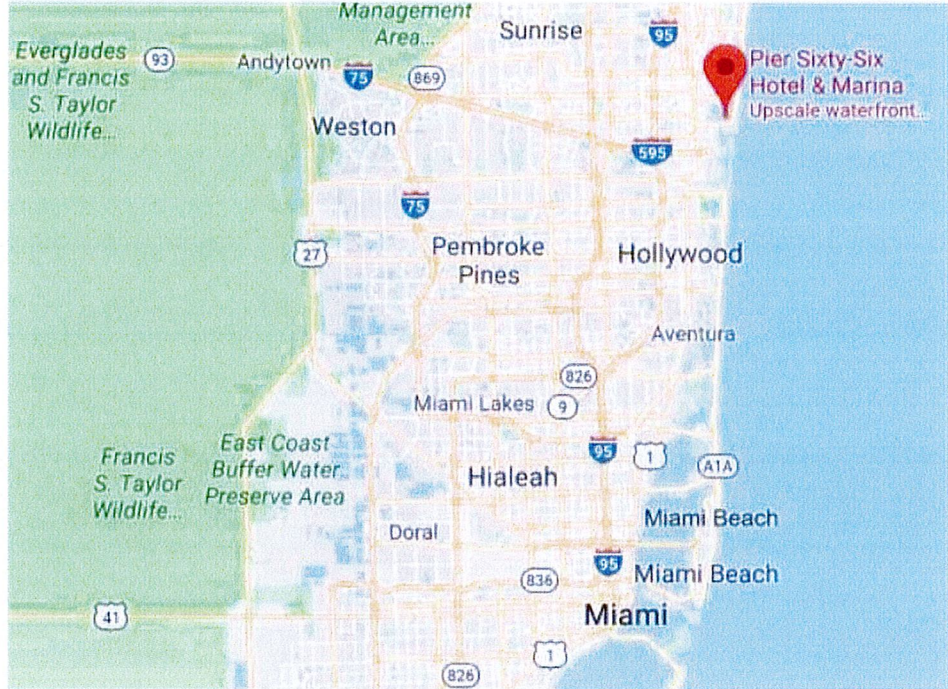 Management
Area...
Sunrise
95
Everglades
and Francis
S. Taylor
Wildlife...
93
Andytown
75
869
Pier Sixty-Six
Hotel & Marina
Upscale waterfront...
Weston
595
75
27
Pembroke
Pines
Hollywood
Aventura
826
Miami Lakes
9
Francis
S. Taylor
Wildlife...
East Coast
Buffer Water
Preserve Area
95
1
A1A
Hialeah
Miami Beach
Doral
95
836
Miami Beach
41
Miami
1
826